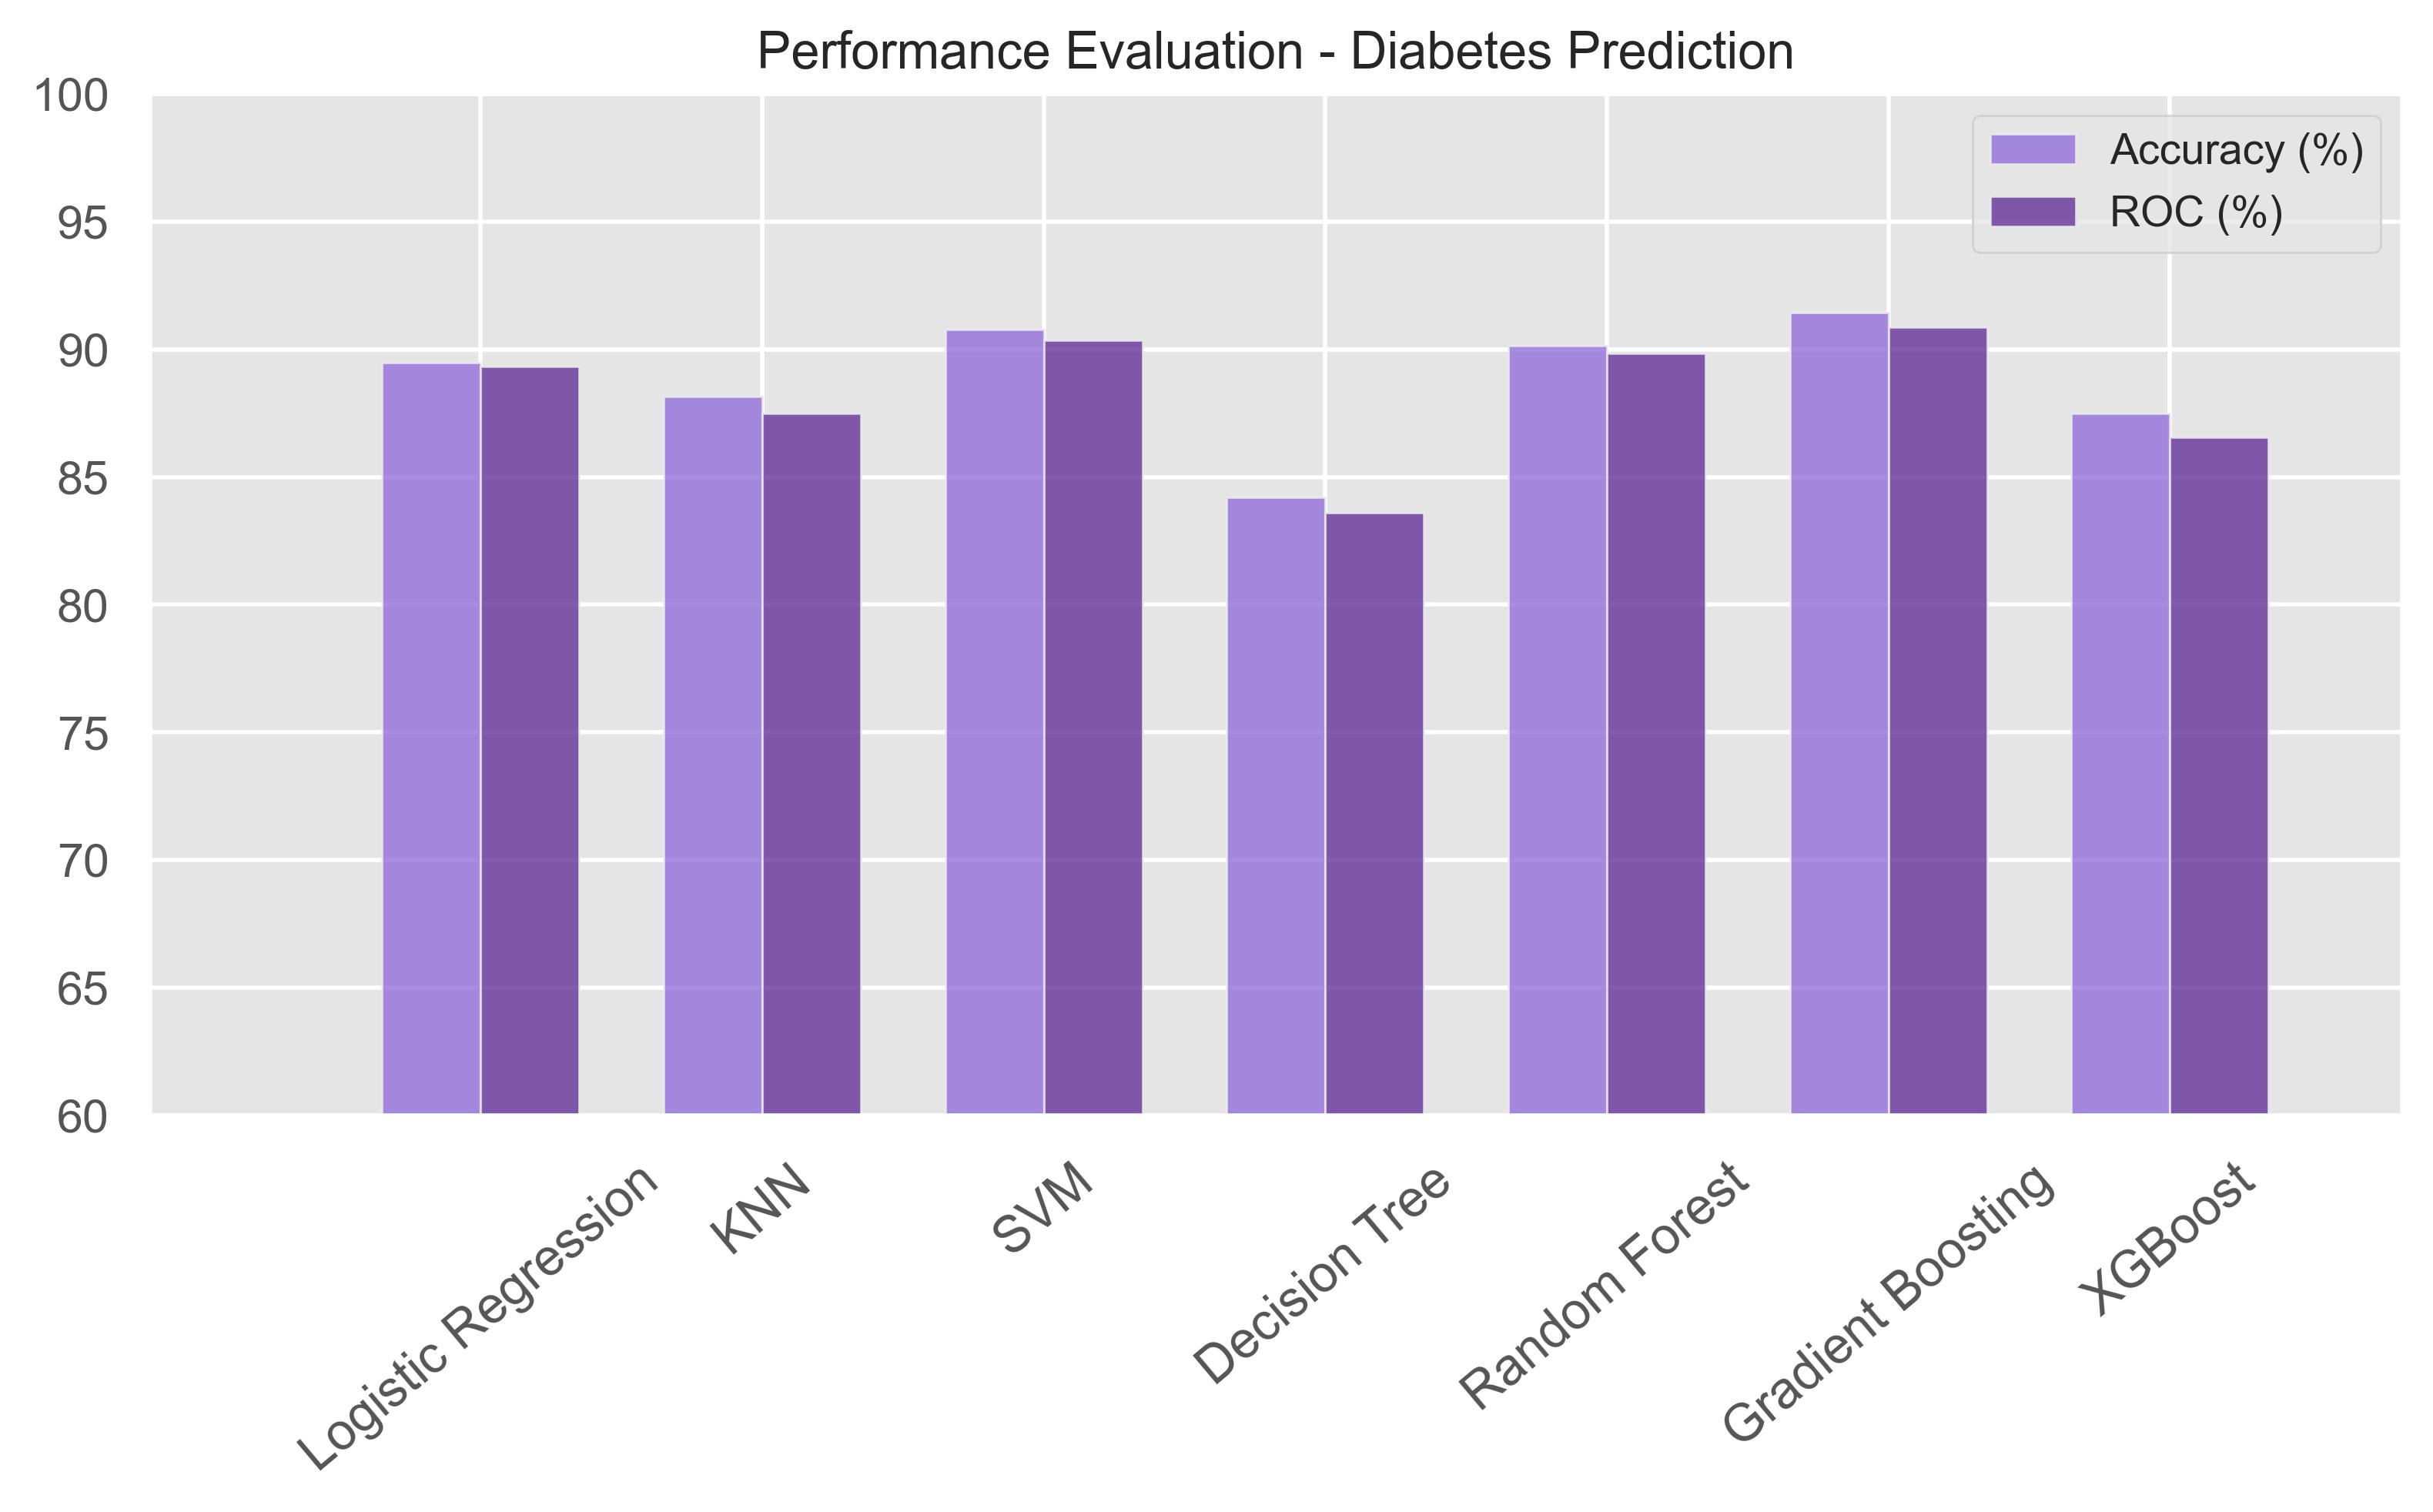 Performance Evaluation - Diabetes Prediction
100
95
90
85
80
75
70
65
60
Accuracy (%)
ROC (%)
Logistic Regression
KNN
SVM
Decision Tree
Random Forest
Gradient Boosting
XGBoost